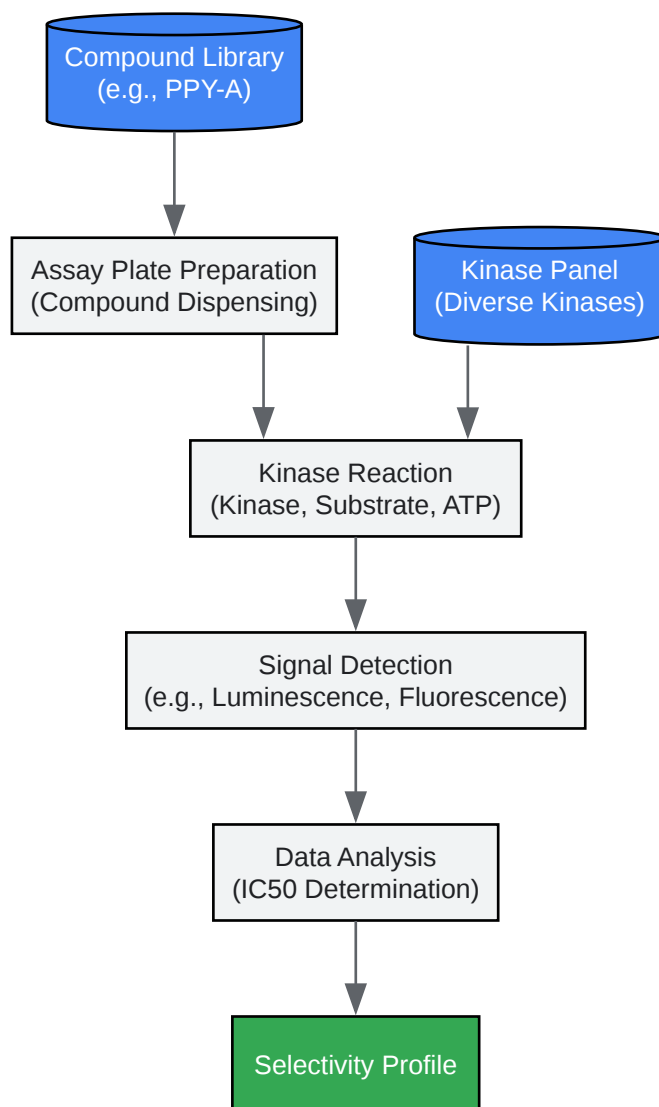 Compound Library
(e.g., PPY-A)
Assay Plate Preparation
(Compound Dispensing)
Kinase Panel
(Diverse Kinases)
Kinase Reaction
(Kinase, Substrate, ATP)
Signal Detection
(e.g., Luminescence, Fluorescence)
Data Analysis
(IC50 Determination)
Selectivity Profile